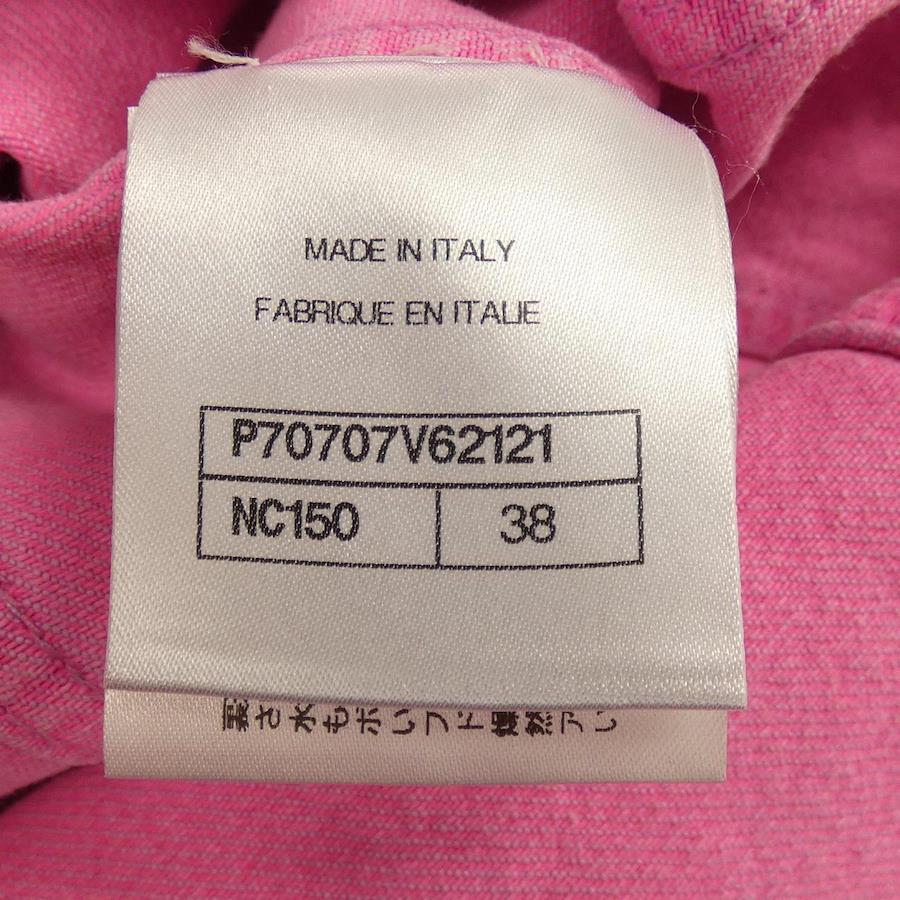 MADE IN ITALY
FABRIQUE EN ITALIE
P70707V62121
NC150 38